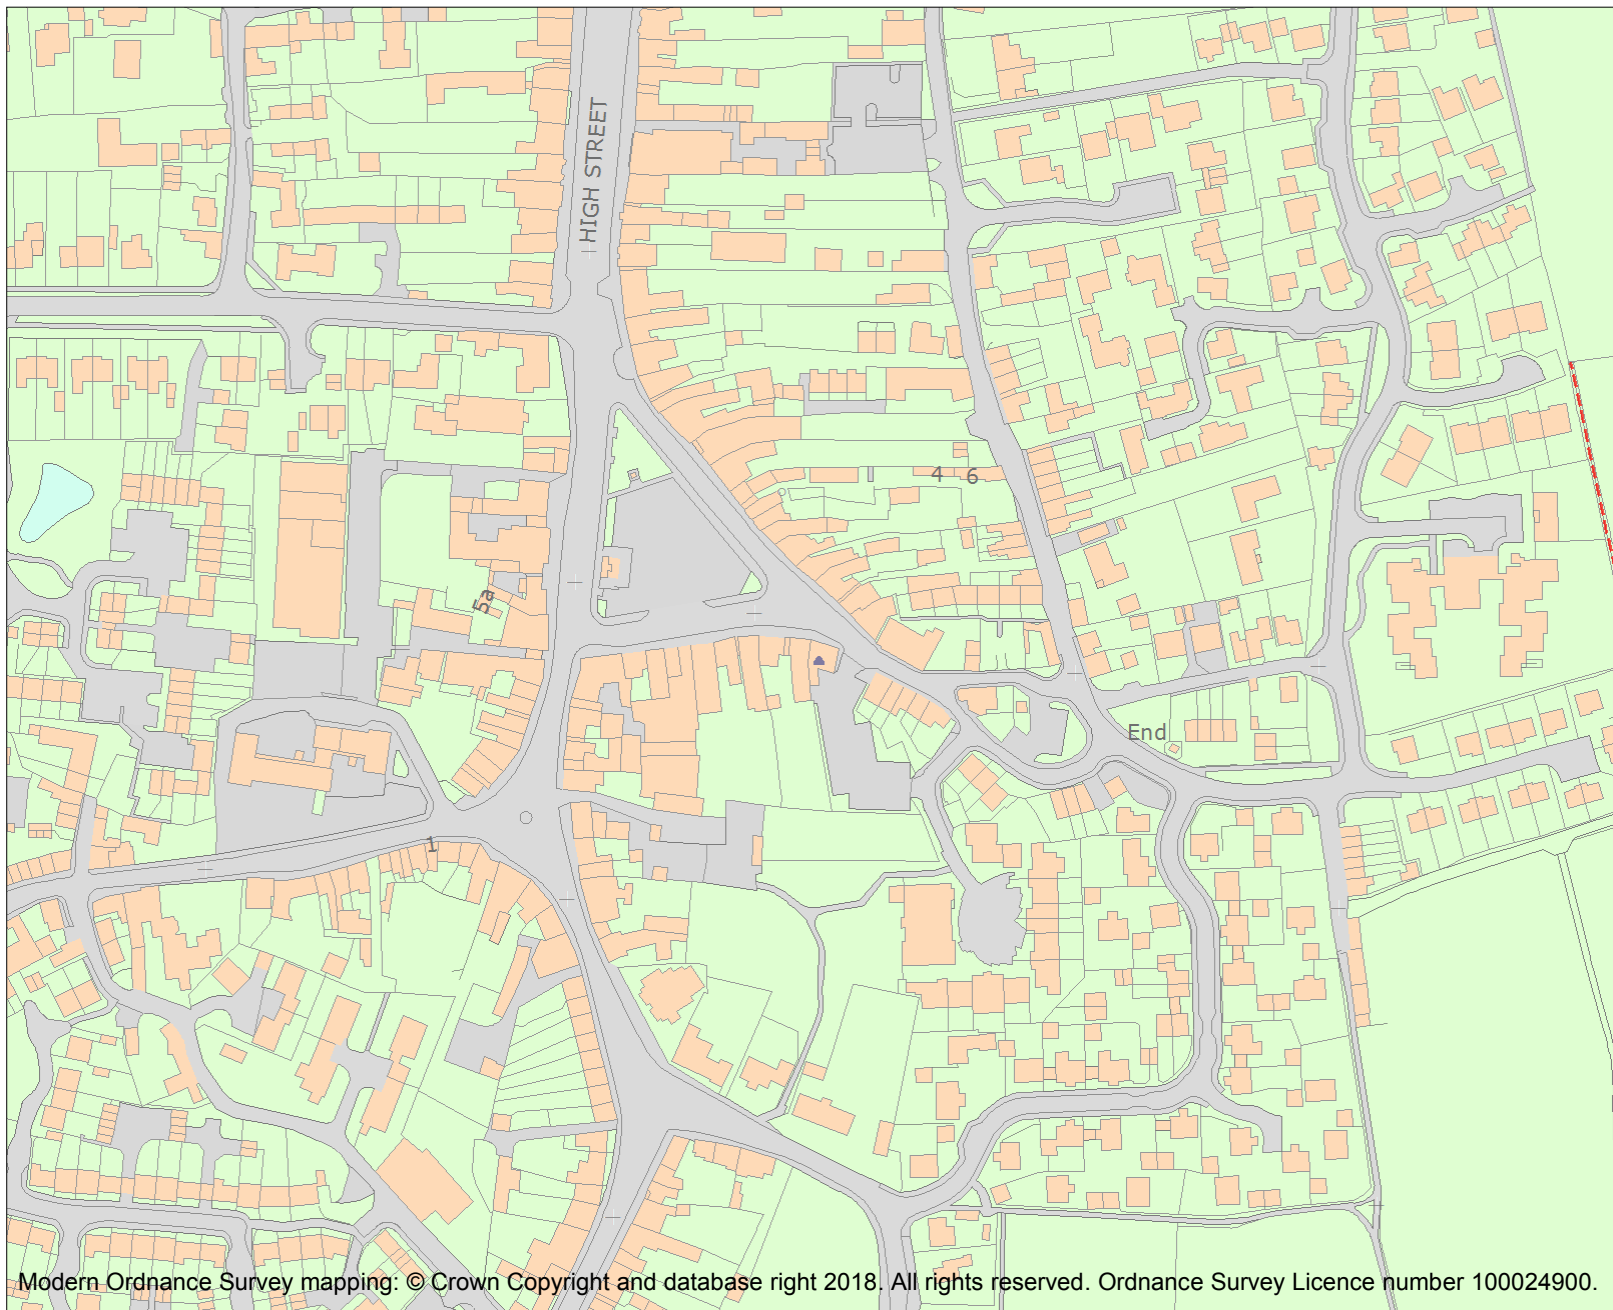 HIGH STREET
4 6
5a
End
1
Modern Ordnance Survey mapping: © Crown Copyright and database right 2018. All rights reserved. Ordnance Survey Licence number 100024900.